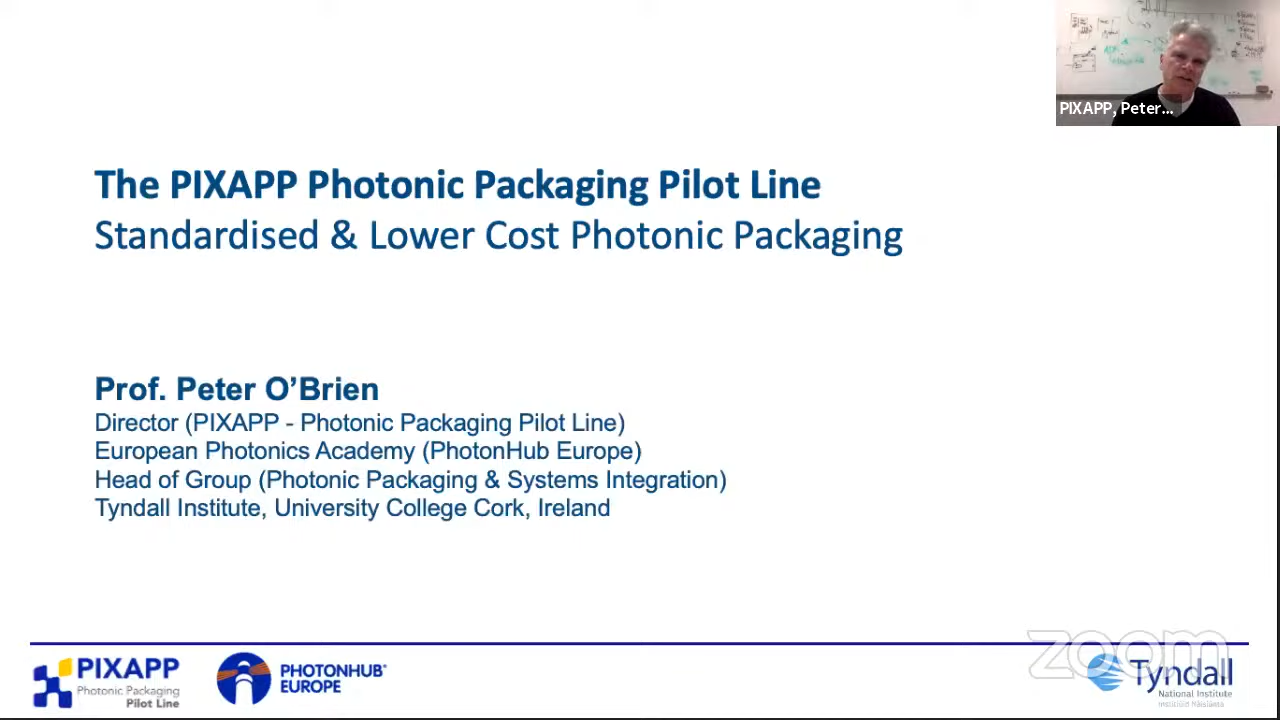 PIXAPP, Peter...
The PIXAPP Photonic Packaging Pilot Line
Standardised & Lower Cost Photonic Packaging
Prof. Peter O’Brien
Director (PIXAPP - Photonic Packaging Pilot Line)
European Photonics Academy (PhotonHub Europe)
Head of Group (Photonic Packaging & Systems Integration)
Tyndall Institute, University College Cork, Ireland
PIXAPP
Photonic Packaging
Pilot Line
PHOTONHUB®
EUROPE
zoom
Tyndall
National Institute
Institiúid Náisiúnta